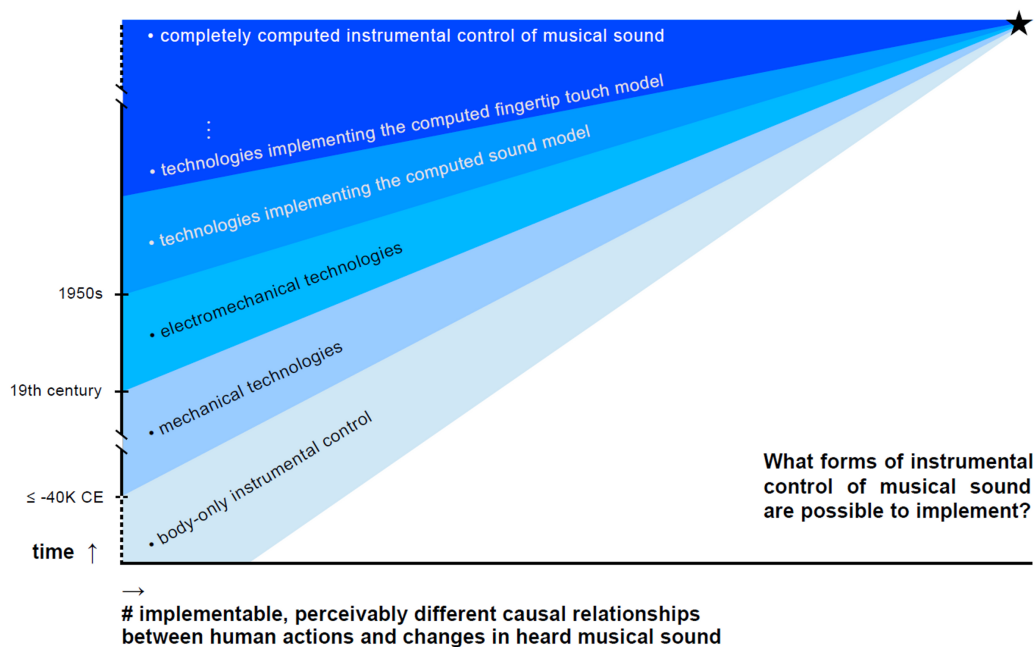 • completely computed instrumental control of musical sound
⋮
• technologies implementing the computed fingertip touch model
• technologies implementing the computed sound model
1950s
• electromechanical technologies
19th century
• mechanical technologies
≤ -40K CE
• body-only instrumental control
What forms of instrumental
control of musical sound
are possible to implement?
time ↑
→
# implementable, perceivably different causal relationships
between human actions and changes in heard musical sound